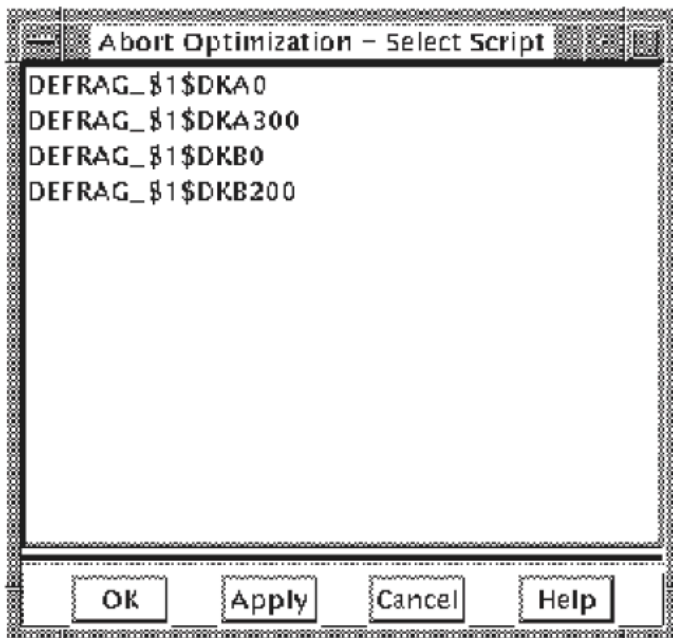 Abort Optimization – Select Script
DEFRAG_$1$DKA0
DEFRAG_$1$DKA300
DEFRAG_$1$DKB0
DEFRAG_$1$DKB200
OK Apply Cancel Help